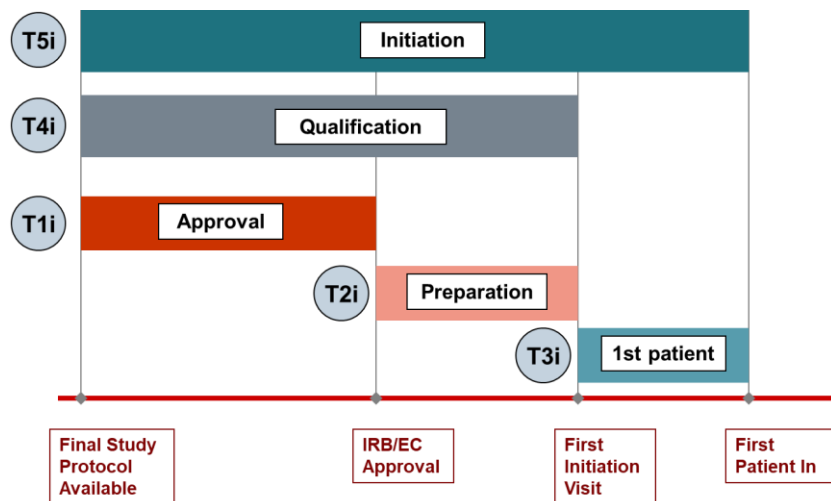 T5i
Initiation
T4i
Qualification
T1i
Approval
T2i
Preparation
T3i
1st patient
Final Study
Protocol
Available
IRB/EC
Approval
First
Initiation
Visit
First
Patient In